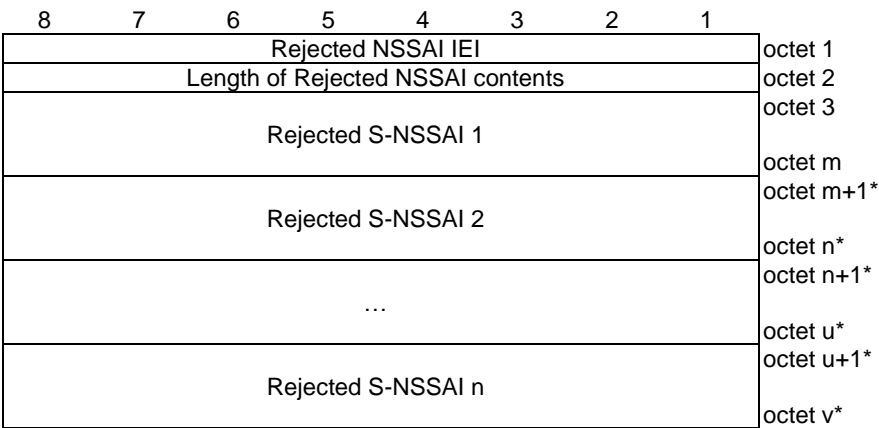 8 7 6 5 4 3 2 1
Rejected NSSAI IEI octet 1
Length of Rejected NSSAI contents octet 2
octet 3
Rejected S-NSSAI 1
octet m
octet m+1*
Rejected S-NSSAI 2
octet n*
octet n+1*
…
octet u*
octet u+1*
Rejected S-NSSAI n
octet v*